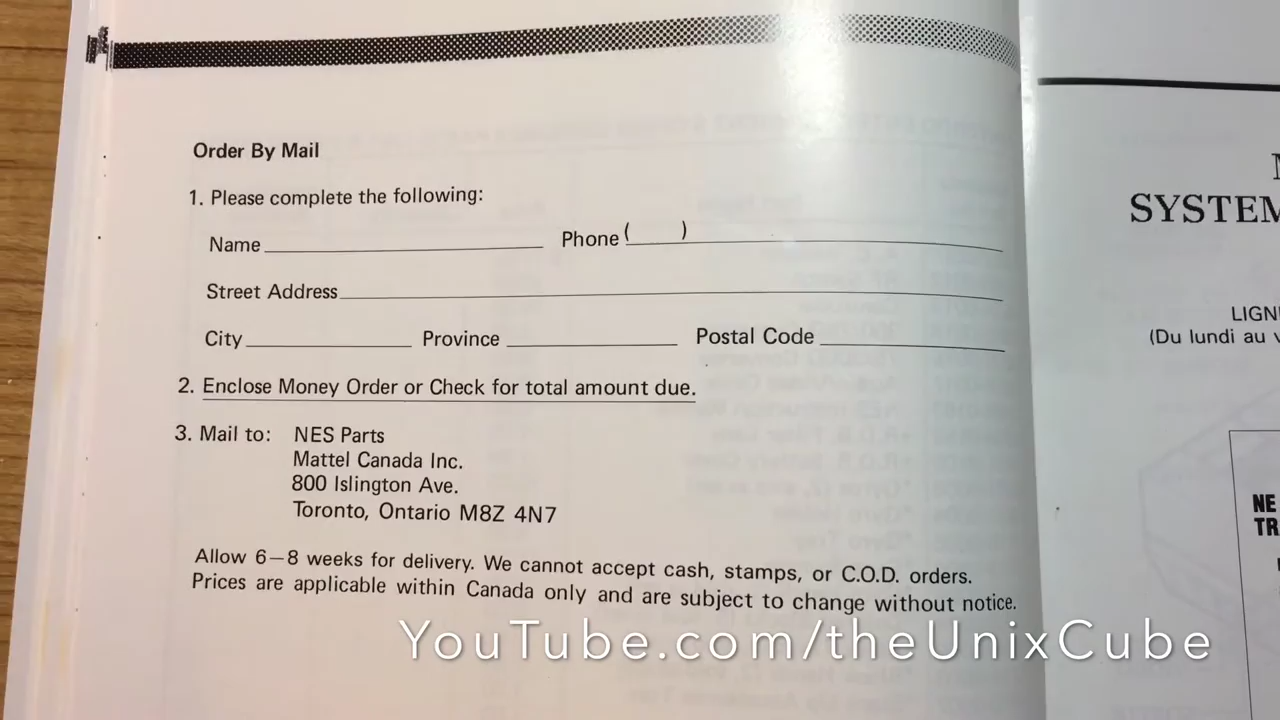 Order By Mail
1. Please complete the following:
Name Phone ( )
Street Address
City Province Postal Code
2. Enclose Money Order or Check for total amount due.
3. Mail to: NES Parts
Mattel Canada Inc.
800 Islington Ave.
Toronto, Ontario M8Z 4N7
Allow 6–8 weeks for delivery. We cannot accept cash, stamps, or C.O.D. orders.
Prices are applicable within Canada only and are subject to change without notice.
SYSTEM
(Du lundi au
NE
YouTube.com/theUnixCube